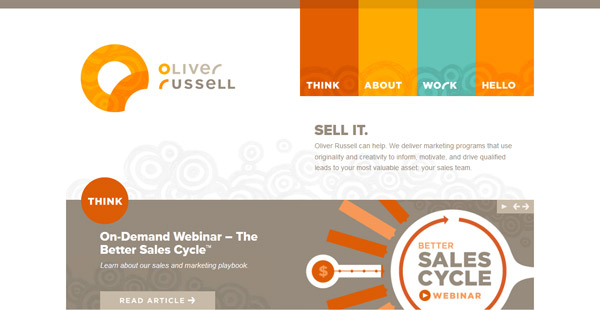 OLIVER
RUSSELL
THINK ABOUT WORK HELLO
SELL IT.
Oliver Russell can help. We deliver marketing programs that use
originality and creativity to inform, motivate, and drive qualified
leads to your most valuable asset, your sales team.
THINK
On-Demand Webinar – The
Better Sales Cycle™
Learn about our sales and marketing playbook.
READ ARTICLE
$
BETTER
SALES
CYCLE
WEBINAR